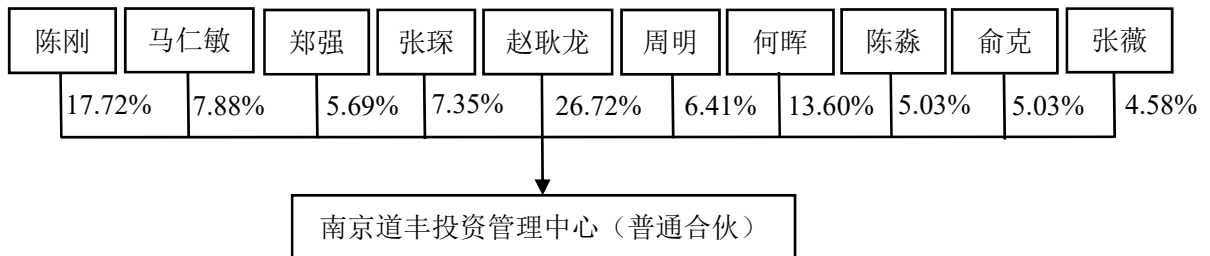 陈刚 马仁敏 郑强 张琛 赵耿龙 周明 何晖 陈淼 俞克 张薇
17.72% 7.88% 5.69% 7.35% 26.72% 6.41% 13.60% 5.03% 5.03% 4.58%
南京道丰投资管理中心（普通合伙）